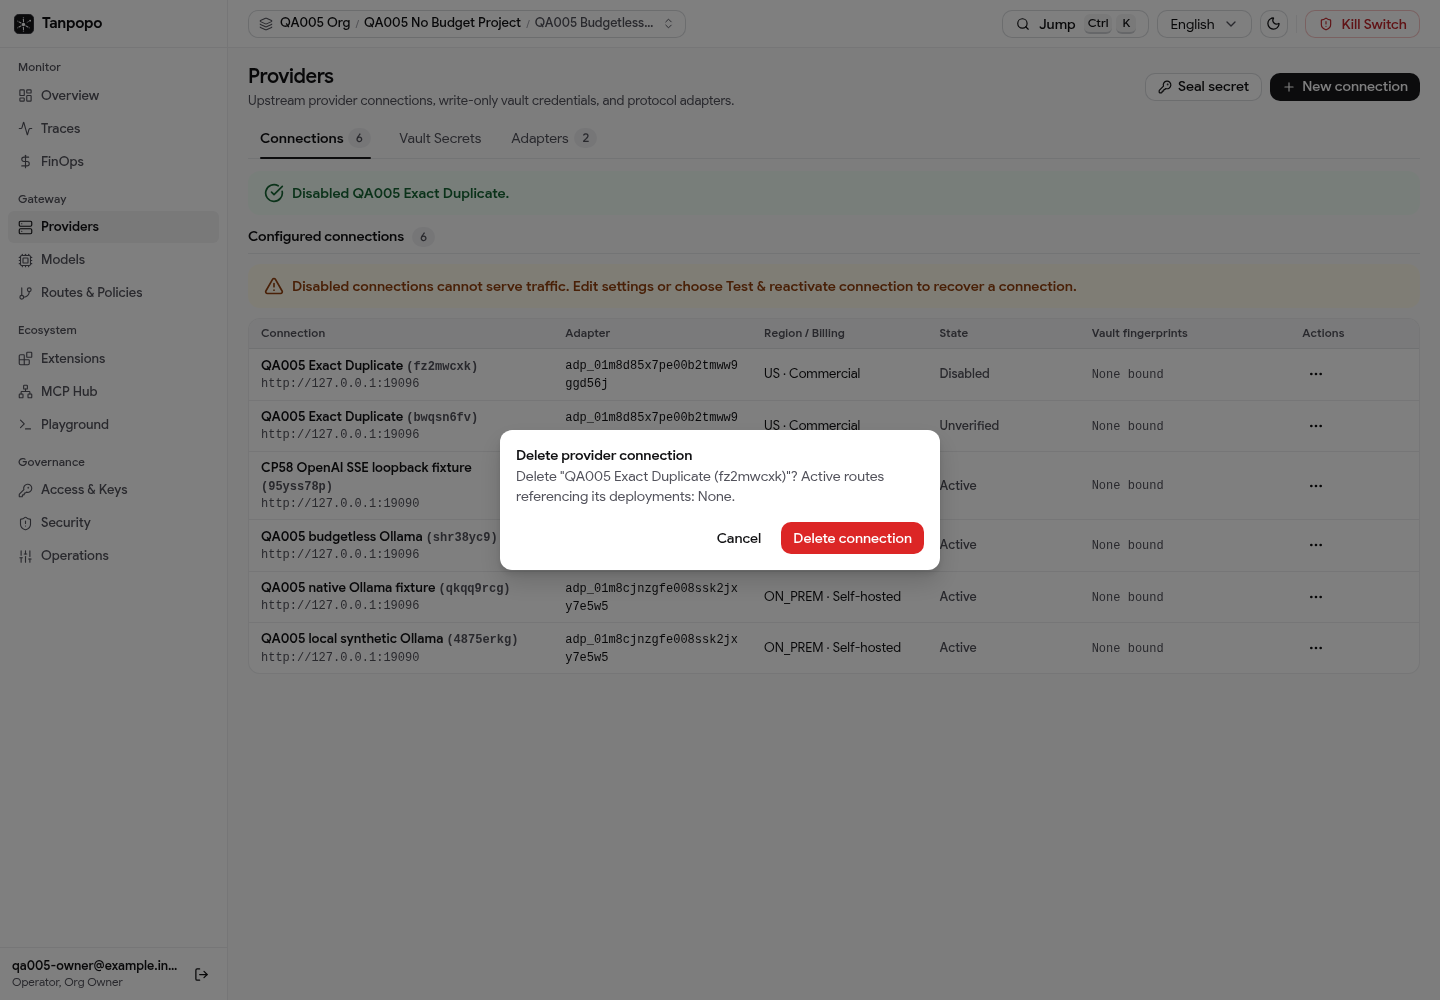 Tanpopo
QA005 Org / QA005 No Budget Project / QA005 Budgetless...
Jump Ctrl K
English
Kill Switch
Monitor
Overview
Traces
FinOps
Gateway
Providers
Models
Routes & Policies
Ecosystem
Extensions
MCP Hub
Playground
Governance
Access & Keys
Security
Operations
qa005-owner@example.in...
Operator, Org Owner
Providers
Upstream provider connections, write-only vault credentials, and protocol adapters.
Seal secret
New connection
Connections 6 Vault Secrets Adapters 2
Disabled QA005 Exact Duplicate.
Configured connections 6
Disabled connections cannot serve traffic. Edit settings or choose Test & reactivate connection to recover a connection.
Connection Adapter Region / Billing State Vault fingerprints Actions
QA005 Exact Duplicate (fz2mwcxk)
http://127.0.0.1:19096
adp_01m8d85x7pe00b2tmww9
ggd56j
US · Commercial
Disabled
None bound
QA005 Exact Duplicate (bwqsn6fv)
http://127.0.0.1:19096
adp_01m8d85x7pe00b2tmww9
US · Commercial
Unverified
None bound
CP58 OpenAI SSE loopback fixture
(95yss78p)
http://127.0.0.1:19090
Active
None bound
QA005 budgetless Ollama (shr38yc9)
http://127.0.0.1:19096
Active
None bound
QA005 native Ollama fixture (qkqq9rcg)
http://127.0.0.1:19096
adp_01m8cjnzgfe008ssk2jx
y7e5w5
ON_PREM · Self-hosted
Active
None bound
QA005 local synthetic Ollama (4875erkg)
http://127.0.0.1:19090
adp_01m8cjnzgfe008ssk2jx
y7e5w5
ON_PREM · Self-hosted
Active
None bound
Delete provider connection
Delete "QA005 Exact Duplicate (fz2mwcxk)"? Active routes
referencing its deployments: None.
Cancel
Delete connection